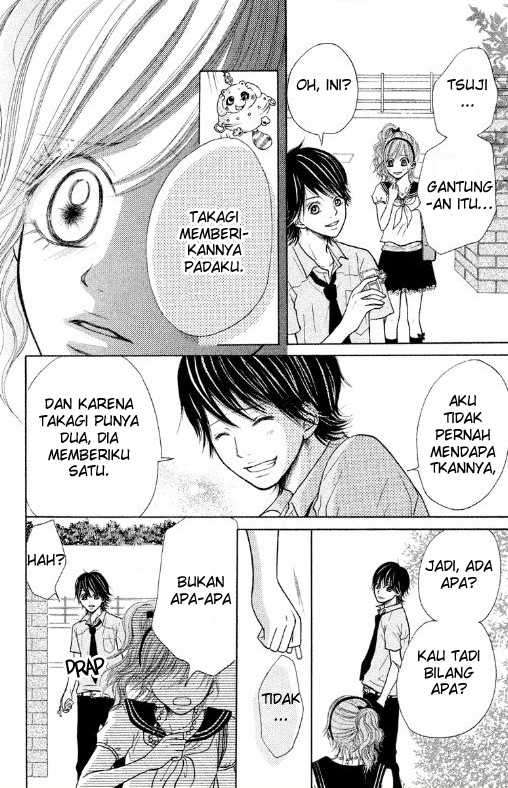 TSUJI
...
GANTUNG-
AN ITU...
OH, INI?
TAKAGI
MEMBERI-
KANNYA
PADAKU.
AKU
TIDAK
PERNAH
MENDAPA
TKANNYA,
DAN KARENA
TAKAGI PUNYA
DUA, DIA
MEMBERIKU
SATU.
JADI, ADA
APA?
KAU TADI
BILANG
APA?
TIDAK
...
BUKAN
APA-APA
HAH?
DRAP